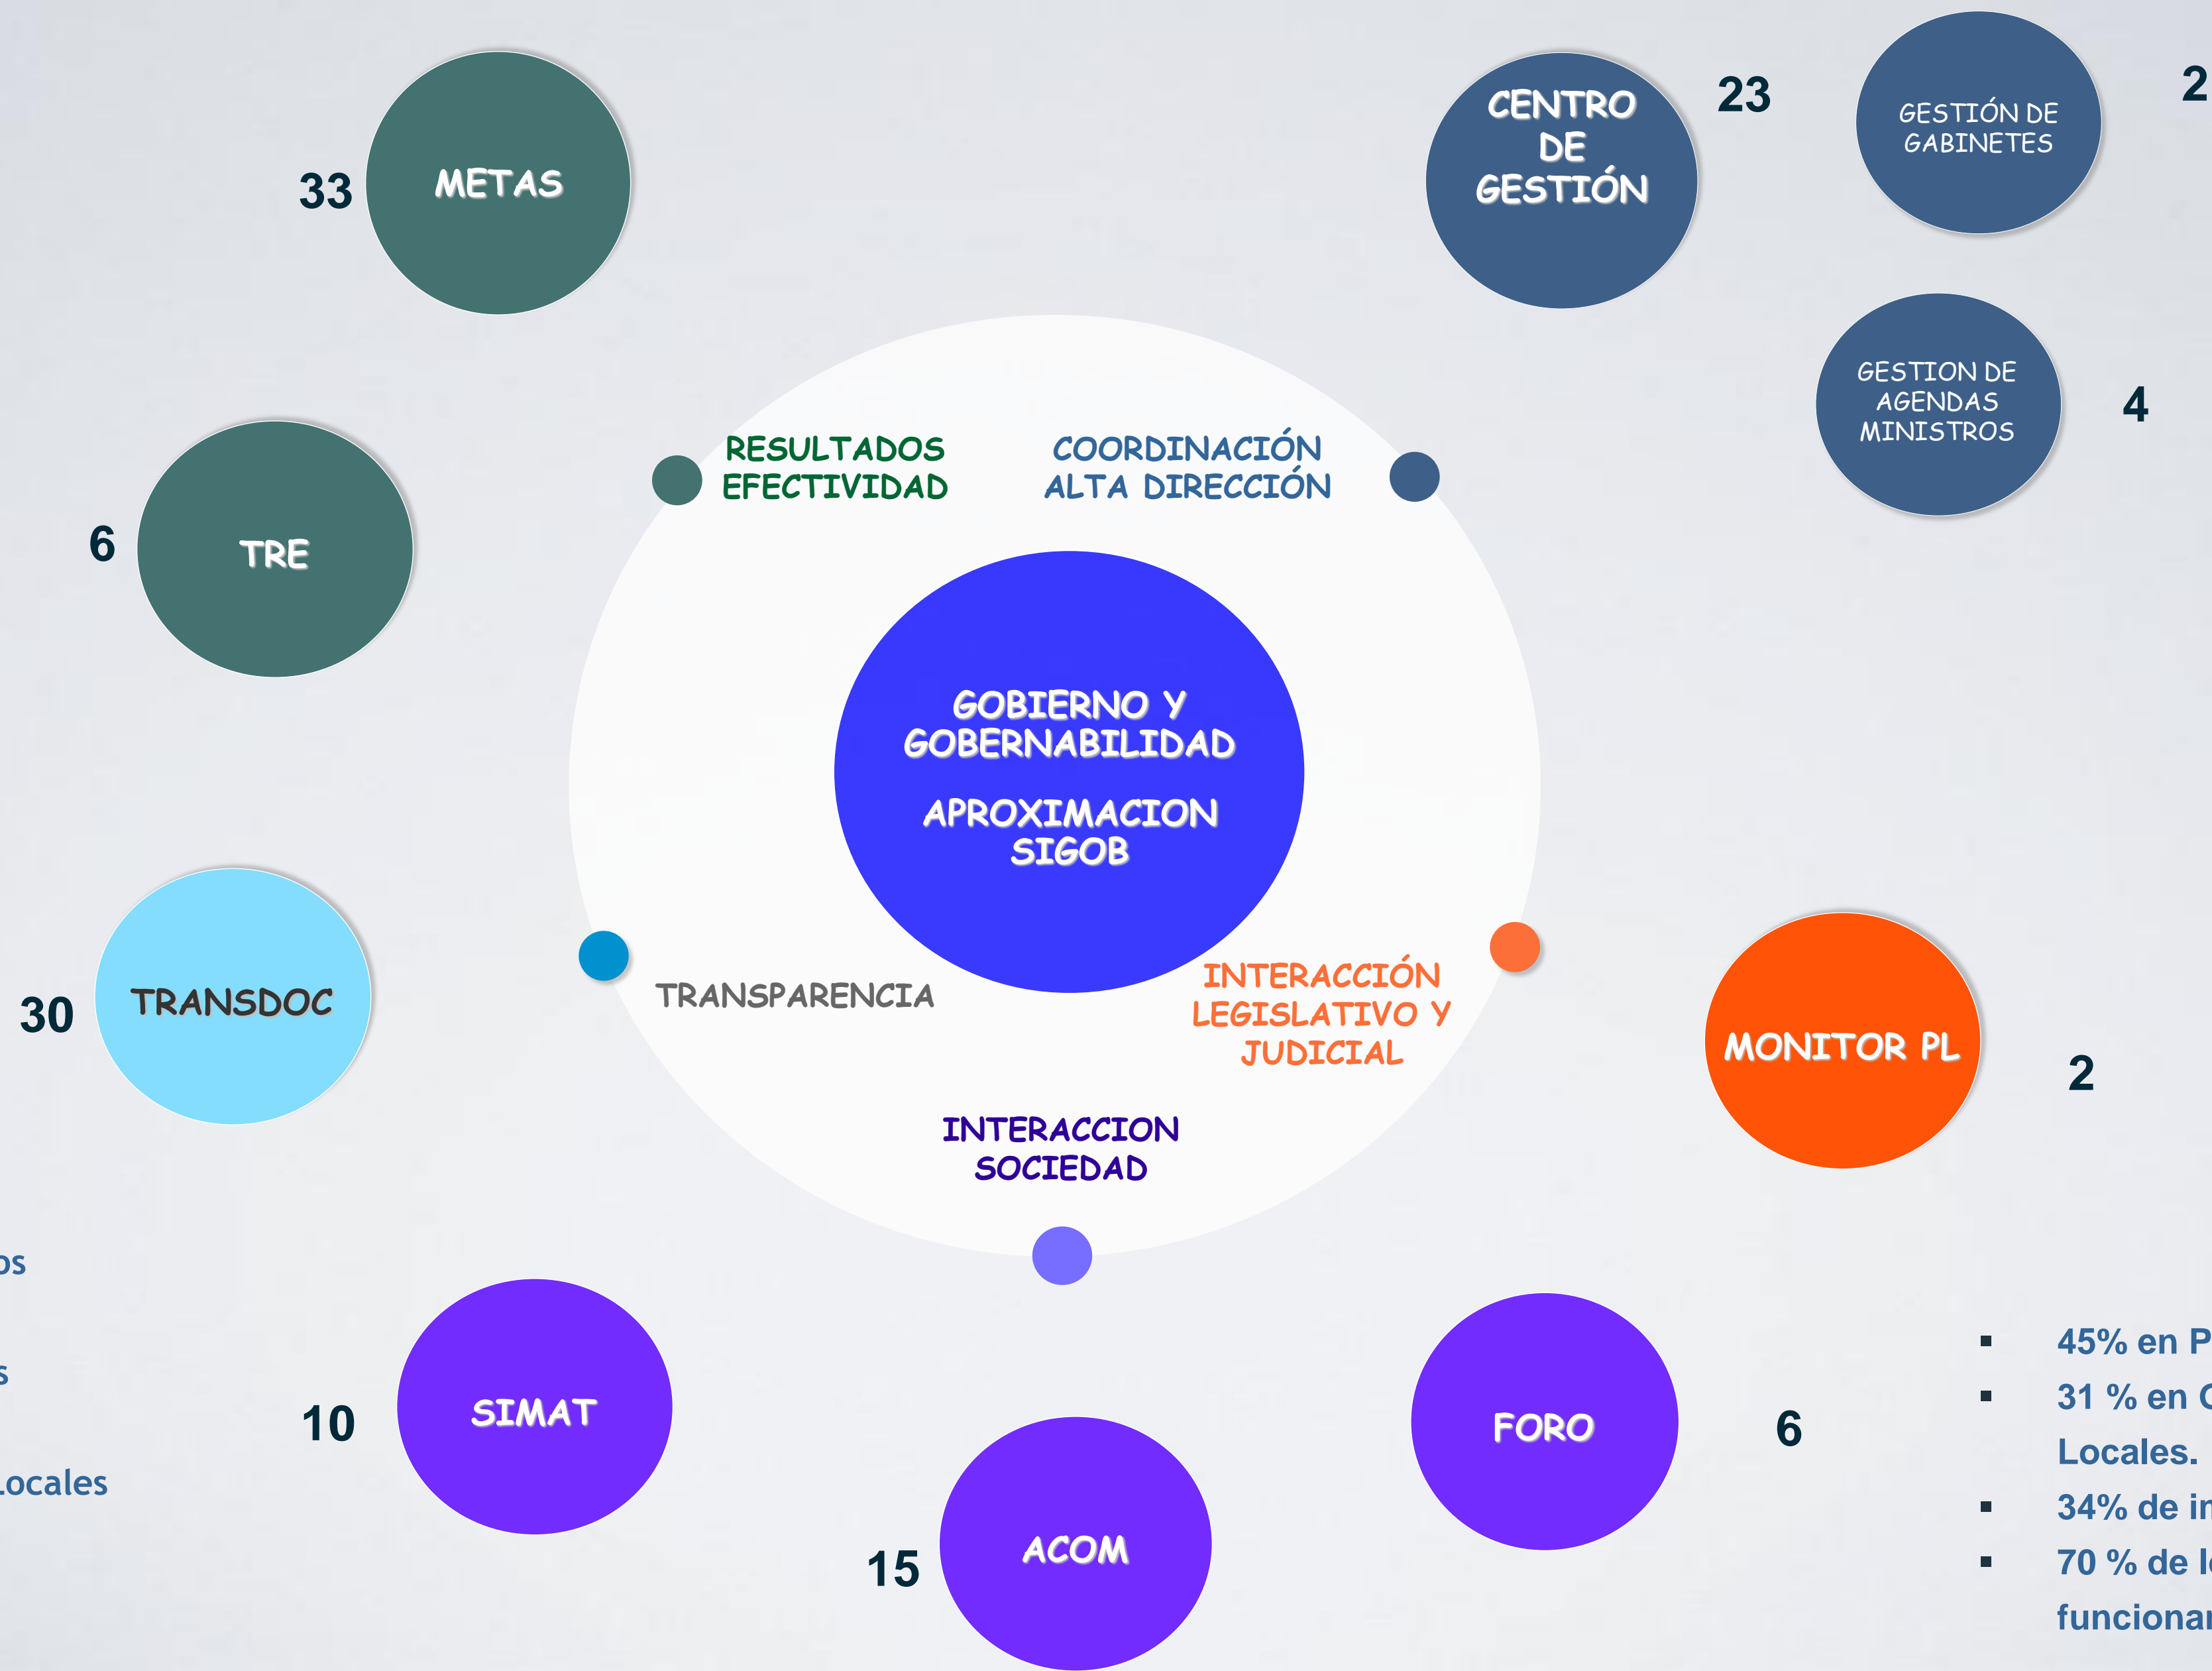 33
METAS
CENTRO
DE
GESTIÓN
23
GESTIÓN DE
GABINETES
2
GESTION DE
AGENDAS
MINISTROS
4
6
TRE
RESULTADOS
EFECTIVIDAD
COORDINACIÓN
ALTA DIRECCIÓN
GOBIERNO Y
GOBERNABILIDAD
APROXIMACION
SIGOB
30
TRANSDOC
TRANSPARENCIA
INTERACCIÓN
LEGISLATIVO Y
JUDICIAL
MONITOR PL
2
INTERACCION
SOCIEDAD
10
SIMAT
15
ACOM
FORO
6
▪ 45% en
▪ 31 % en
Locales.
▪ 34% de
▪ 70 % de